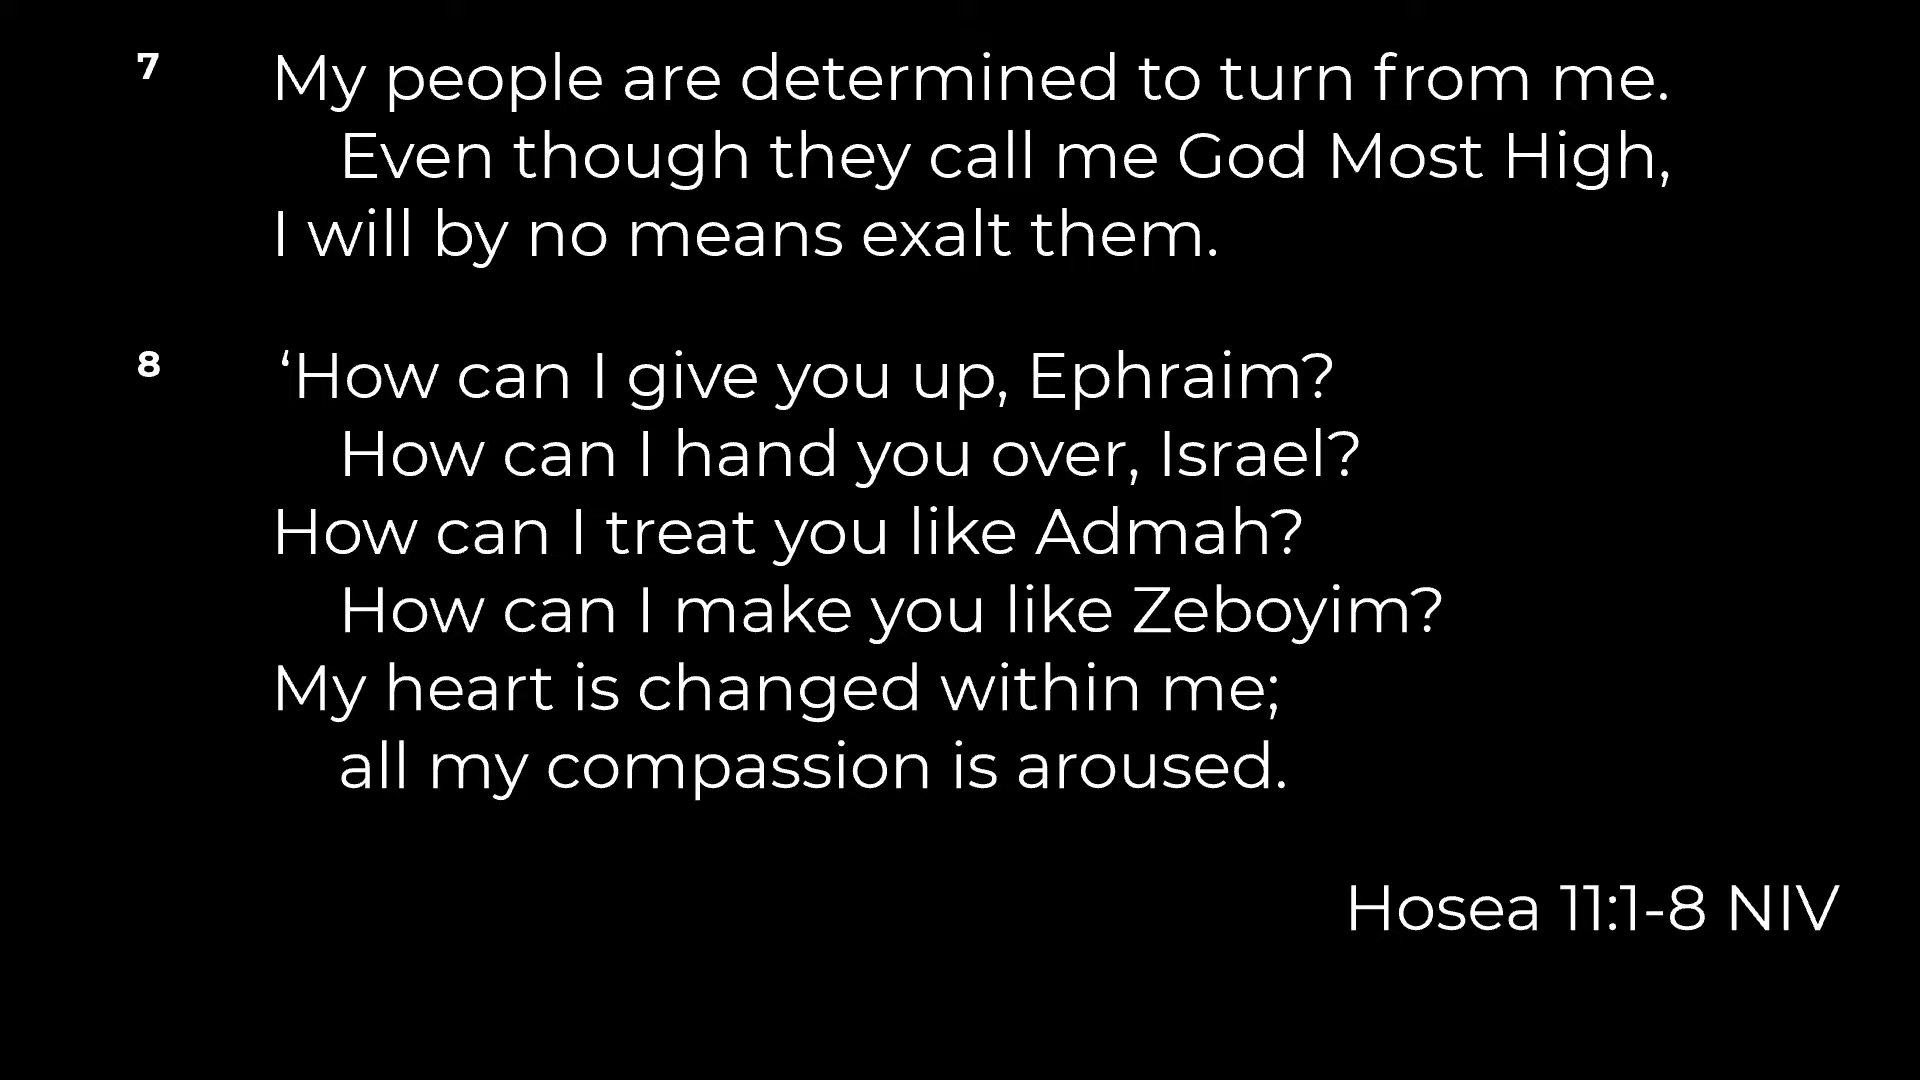 7 My people are determined to turn from me.
Even though they call me God Most High,
I will by no means exalt them.
8 ‘How can I give you up, Ephraim?
How can I hand you over, Israel?
How can I treat you like Admah?
How can I make you like Zeboyim?
My heart is changed within me;
all my compassion is aroused.
Hosea 11:1-8 NIV